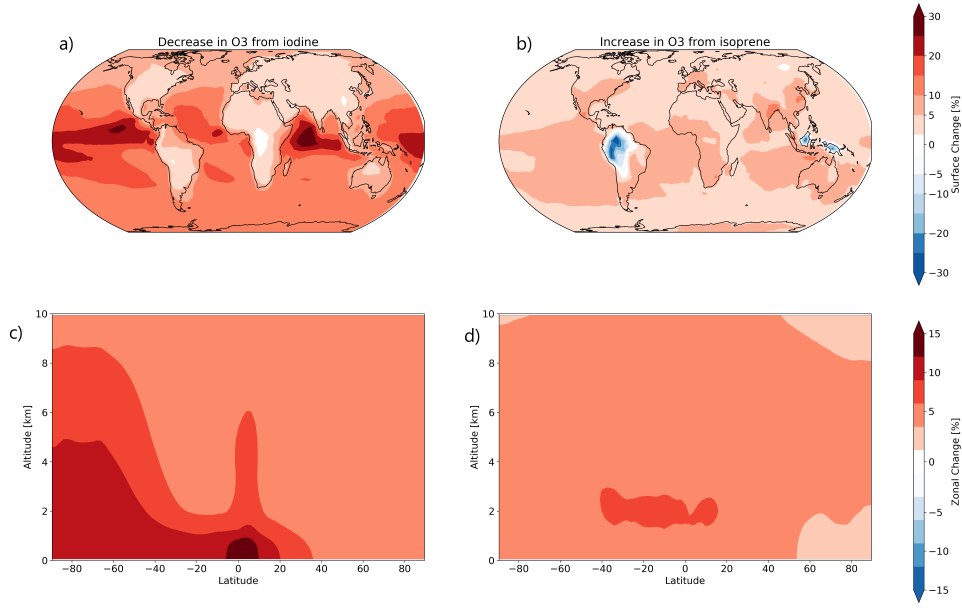 a)
Decrease in O3 from iodine
b)
Increase in O3 from isoprene
30
20
10
5
0
−5
−10
−20
−30
Surface Change [%]
c)
10
8
6
4
2
0
Altitude [km]
−80 −60 −40 −20 0 20 40 60 80
Latitude
d)
10
8
6
4
2
0
Altitude [km]
−80 −60 −40 −20 0 20 40 60 80
Latitude
15
10
5
0
−5
−10
−15
Zonal Change [%]